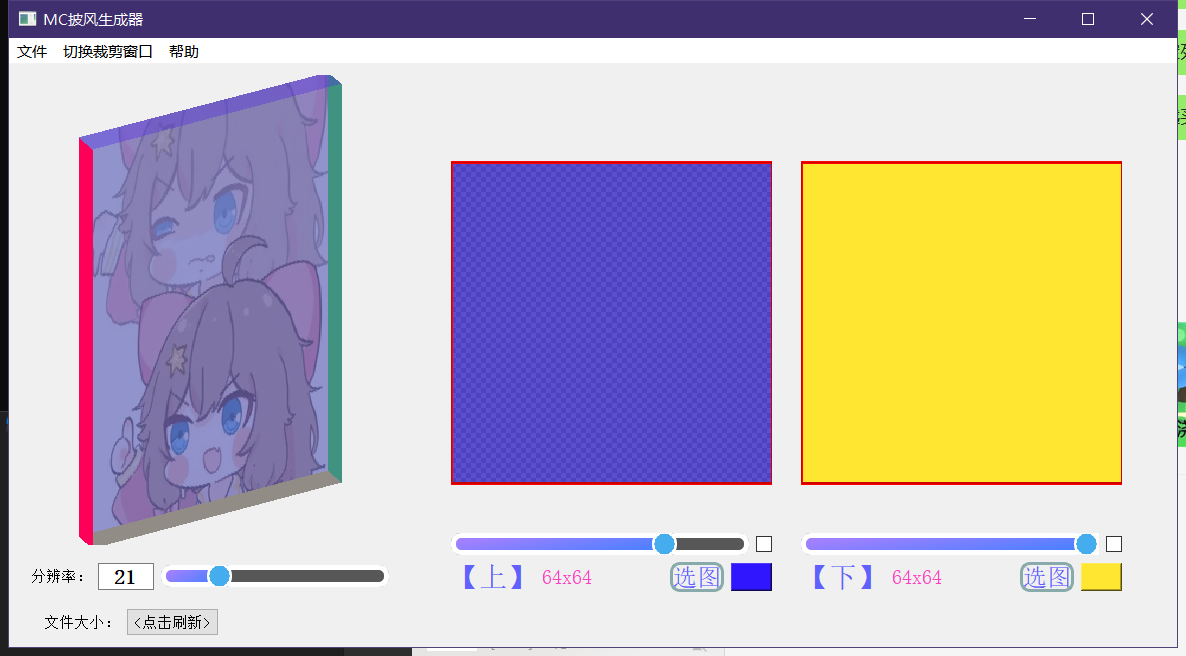 MC披风生成器
文件 切换裁剪窗口 帮助
分辨率： 21
【上】 64x64 选图
【下】 64x64 选图
文件大小： <点击刷新>